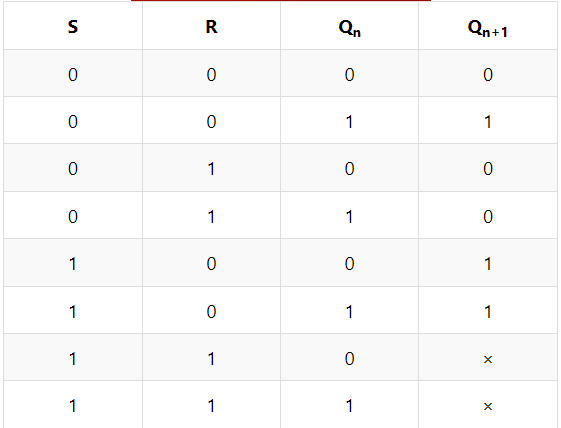 S R Qn Qn+1
0 0 0 0
0 0 1 1
0 1 0 0
0 1 1 0
1 0 0 1
1 0 1 1
1 1 0 ×
1 1 1 ×